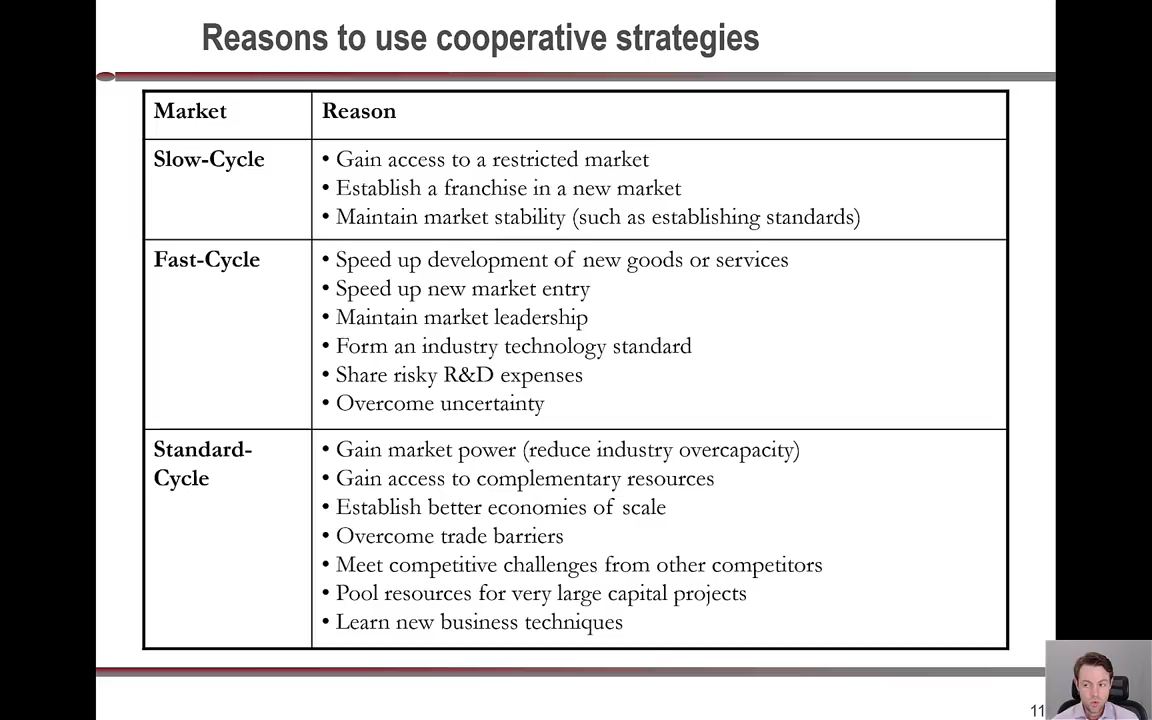 Reasons to use cooperative strategies
Market
Reason
Slow-Cycle
• Gain access to a restricted market
• Establish a franchise in a new market
• Maintain market stability (such as establishing standards)
Fast-Cycle
• Speed up development of new goods or services
• Speed up new market entry
• Maintain market leadership
• Form an industry technology standard
• Share risky R&D expenses
• Overcome uncertainty
Standard-
Cycle
• Gain market power (reduce industry overcapacity)
• Gain access to complementary resources
• Establish better economies of scale
• Overcome trade barriers
• Meet competitive challenges from other competitors
• Pool resources for very large capital projects
• Learn new business techniques
11